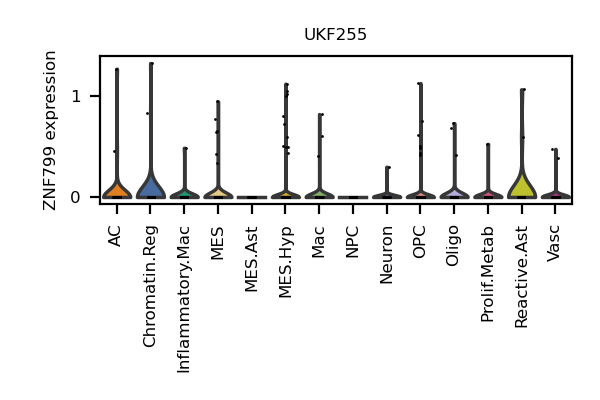 UKF255
ZNF799 expression
1
0
AC
Chromatin.Reg
Inflammatory.Mac
MES
MES.Ast
MES.Hyp
Mac
NPC
Neuron
OPC
Oligo
Prolif.Metab
Reactive.Ast
Vasc